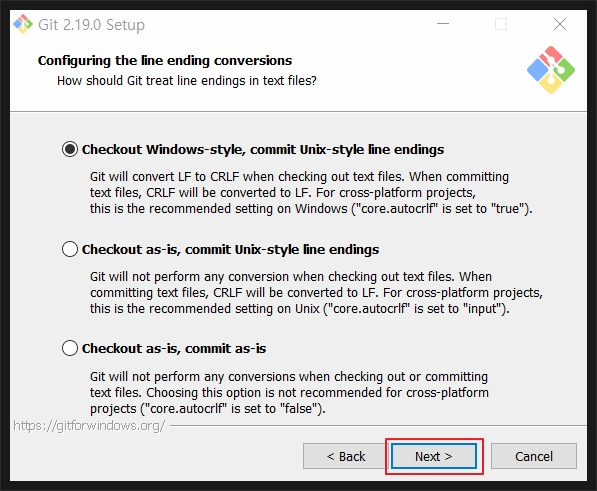 Git 2.19.0 Setup
Configuring the line ending conversions
How should Git treat line endings in text files?
Checkout Windows-style, commit Unix-style line endings
Git will convert LF to CRLF when checking out text files. When committing
text files, CRLF will be converted to LF. For cross-platform projects,
this is the recommended setting on Windows ("core.autocrlf" is set to "true").
Checkout as-is, commit Unix-style line endings
Git will not perform any conversion when checking out text files. When
committing text files, CRLF will be converted to LF. For cross-platform projects,
this is the recommended setting on Unix ("core.autocrlf" is set to "input").
Checkout as-is, commit as-is
Git will not perform any conversions when checking out or committing
text files. Choosing this option is not recommended for cross-platform
projects ("core.autocrlf" is set to "false").
https://gitforwindows.org/
< Back Next > Cancel